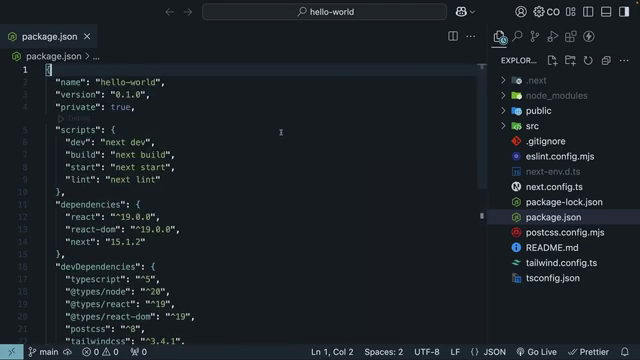 hello-world
CO
package.json
package.json > ...
EXPLOR...
1 {
2 "name": "hello-world",
3 "version": "0.1.0",
4 "private": true,
Debug
5 "scripts": {
6 "dev": "next dev",
7 "build": "next build",
8 "start": "next start",
9 "lint": "next lint"
10 },
11 "dependencies": {
12 "react": "^19.0.0",
13 "react-dom": "^19.0.0",
14 "next": "15.1.2"
15 },
16 "devDependencies": {
17 "typescript": "^5",
18 "@types/node": "^20",
19 "@types/react": "^19",
20 "@types/react-dom": "^19",
21 "postcss": "^8",
22 "tailwindcss": "^3.4.1",
.next
node_modules
public
src
.gitignore
eslint.config.mjs
next-env.d.ts
next.config.ts
package-lock.json
package.json
postcss.config.mjs
README.md
tailwind.config.ts
tsconfig.json
main
0 0
0
Ln 1, Col 2
Spaces: 2
UTF-8
LF
{} JSON
Go Live
Prettier